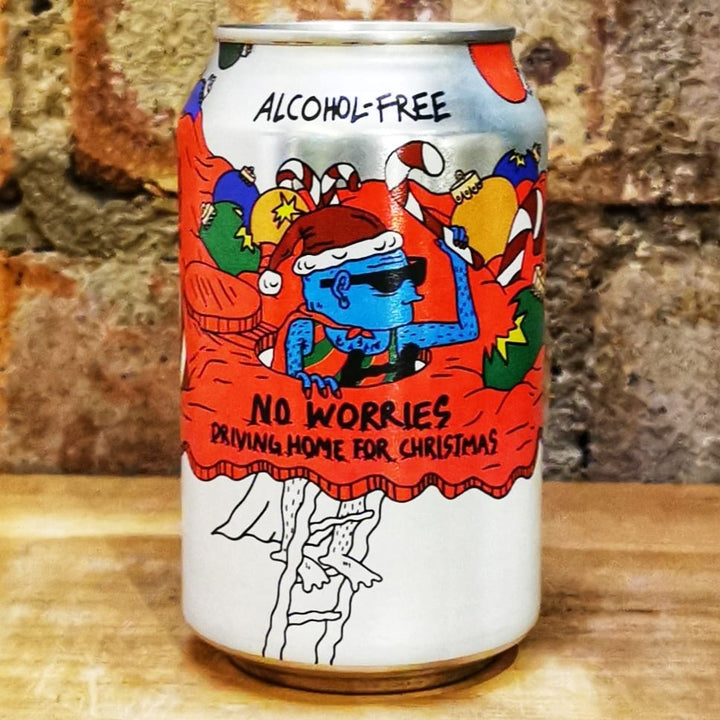 ALCOHOL-FREE
NO WORRIES
DRIVING HOME FOR CHRISTMAS